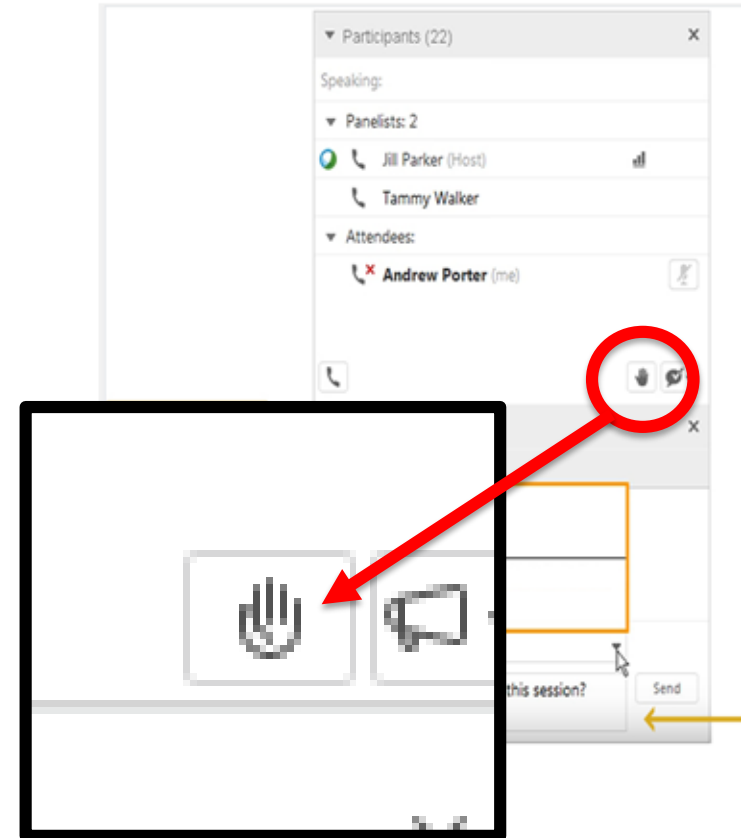 Participants (22)
Speaking:
Panelists: 2
Jill Parker (Host)
Tammy Walker
Attendees:
Andrew Porter (me)
this session?
Send